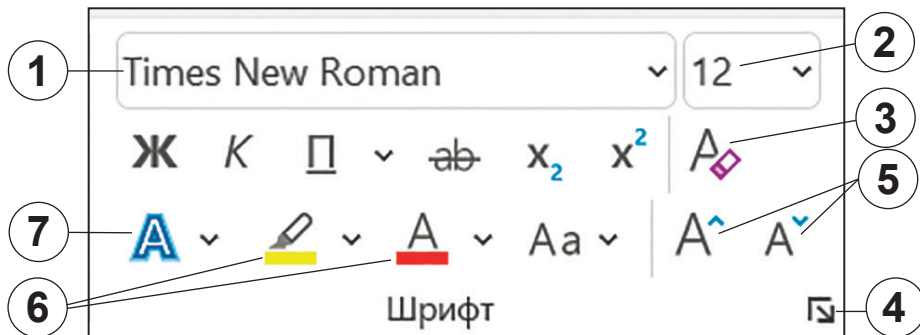 1 Times New Roman 12 2
Ж К П ab x₂ x² A 3
5
7 A A Aa A A
6 Шрифт 4